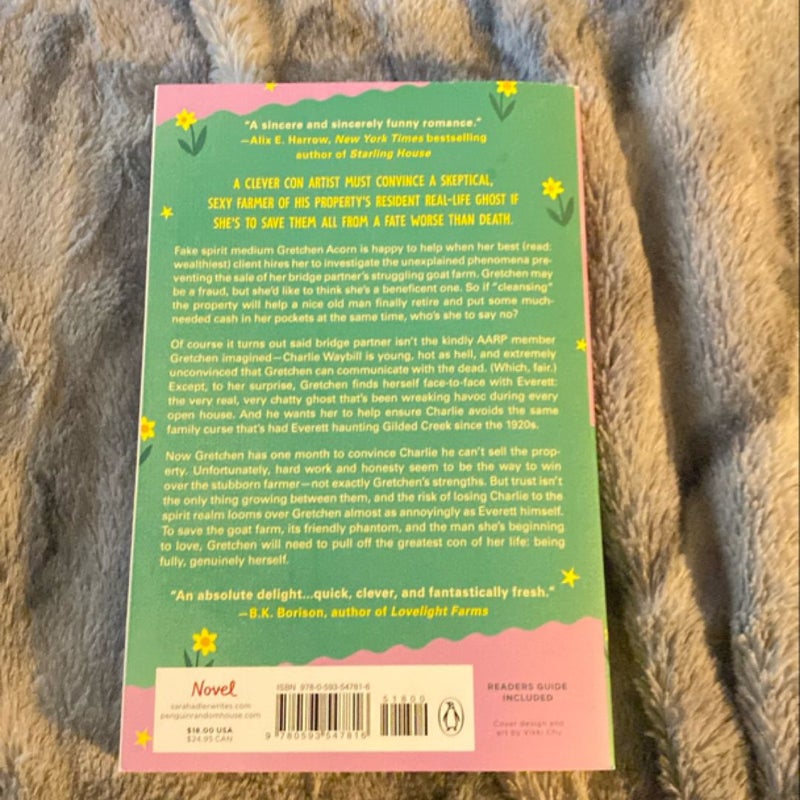 "A sincere and sincerely funny romance."
—Alix E. Harrow, New York Times bestselling
author of Starling House
A CLEVER CON ARTIST MUST CONVINCE A SKEPTICAL,
SEXY FARMER OF HIS PROPERTY'S RESIDENT REAL-LIFE GHOST IF
SHE'S TO SAVE THEM ALL FROM A FATE WORSE THAN DEATH.
Fake spirit medium Gretchen Acorn is happy to help when her best (read:
wealthiest) client hires her to investigate the unexplained phenomena pre-
venting the sale of her bridge partner's struggling goat farm. Gretchen may
be a fraud, but she'd like to think she's a beneficent one. So if "cleansing"
the property will help a nice old man finally retire and put some much-
needed cash in her pockets at the same time, who's she to say no?
Of course it turns out said bridge partner isn't the kindly AARP member
Gretchen imagined—Charlie Waybill is young, hot as hell, and extremely
unconvinced that Gretchen can communicate with the dead. (Which, fair.)
Except, to her surprise, Gretchen finds herself face-to-face with Everett:
the very real, very chatty ghost that's been wreaking havoc during every
open house. And he wants her to help ensure Charlie avoids the same
family curse that's had Everett haunting Gilded Creek since the 1920s.
Now Gretchen has one month to convince Charlie he can't sell the prop-
erty. Unfortunately, hard work and honesty seem to be the way to win
over the stubborn farmer—not exactly Gretchen's strengths. But trust isn't
the only thing growing between them, and the risk of losing Charlie to the
spirit realm looms over Gretchen almost as annoyingly as Everett himself.
To save the goat farm, its friendly phantom, and the man she's beginning
to love, Gretchen will need to pull off the greatest con of her life: being
fully, genuinely herself.
"An absolute delight...quick, clever, and fantastically fresh."
—B.K. Borison, author of Lovelight Farms
Novel
sarahadlerwrites.com
penguinrandomhouse.com
$18.00 USA
$24.95 CAN
ISBN 978-0-593-54781-6
51800
9 780593 547816
READERS GUIDE
INCLUDED
Cover design and
art by Vikki Chu